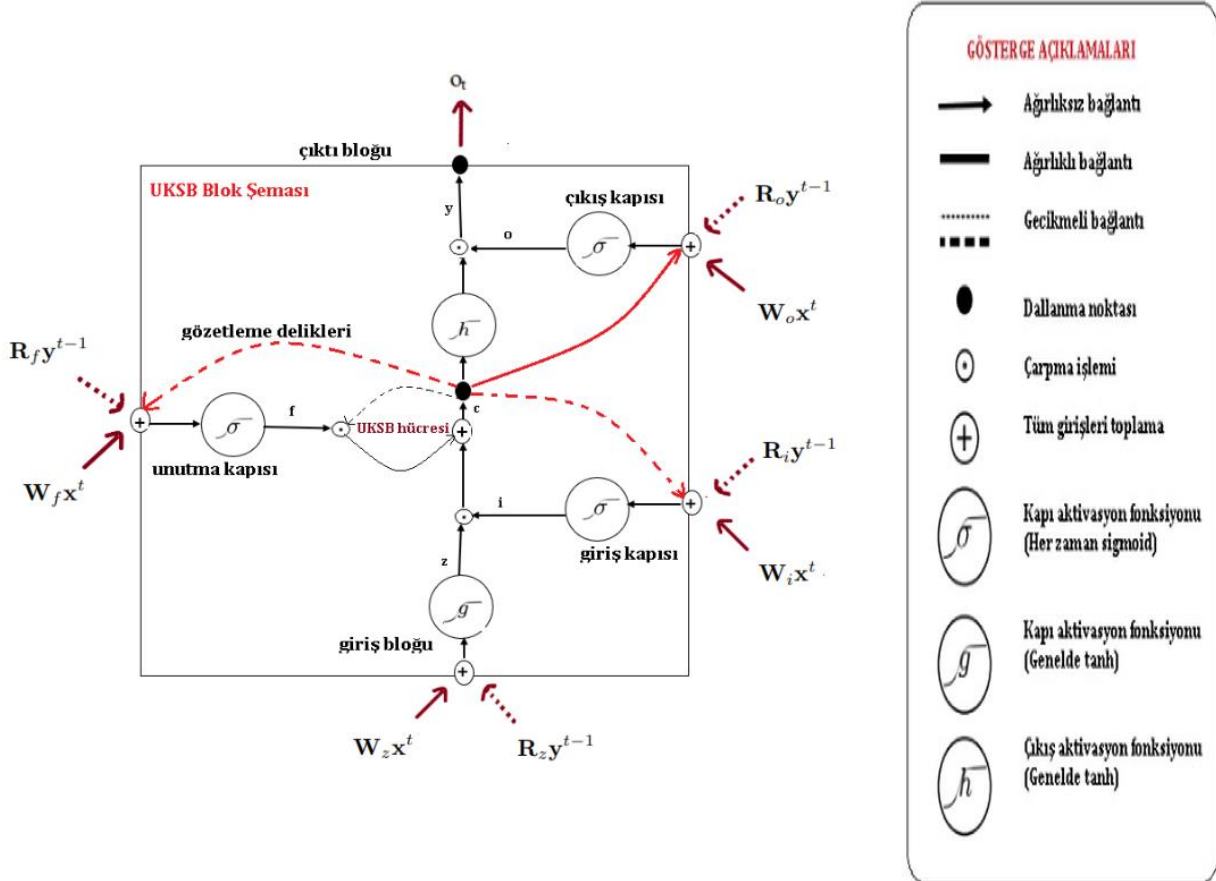 oₜ
çıktı bloğu
UKSB Blok Şeması
çıkış kapısı
R_o y^{t-1}
y
o
σ
+
W_o x^t
h
gözetleme delikleri
R_f y^{t-1}
c
f
UKSB hücresi
+
σ
+
unutma kapısı
W_f x^t
R_i y^{t-1}
i
σ
+
giriş kapısı
W_i x^t
z
g
giriş bloğu
+
W_z x^t
R_z y^{t-1}
GÖSTERGE AÇIKLAMALARI
Ağırlıksız bağlantı
Ağırlıklı bağlantı
Gecikmeli bağlantı
Dallanma noktası
Çarpma işlemi
+
Tüm girişleri toplama
σ
Kapı aktivasyon fonksiyonu
(Her zaman sigmoid)
g
Kapı aktivasyon fonksiyonu
(Genelde tanh)
h
Çıkış aktivasyon fonksiyonu
(Genelde tanh)